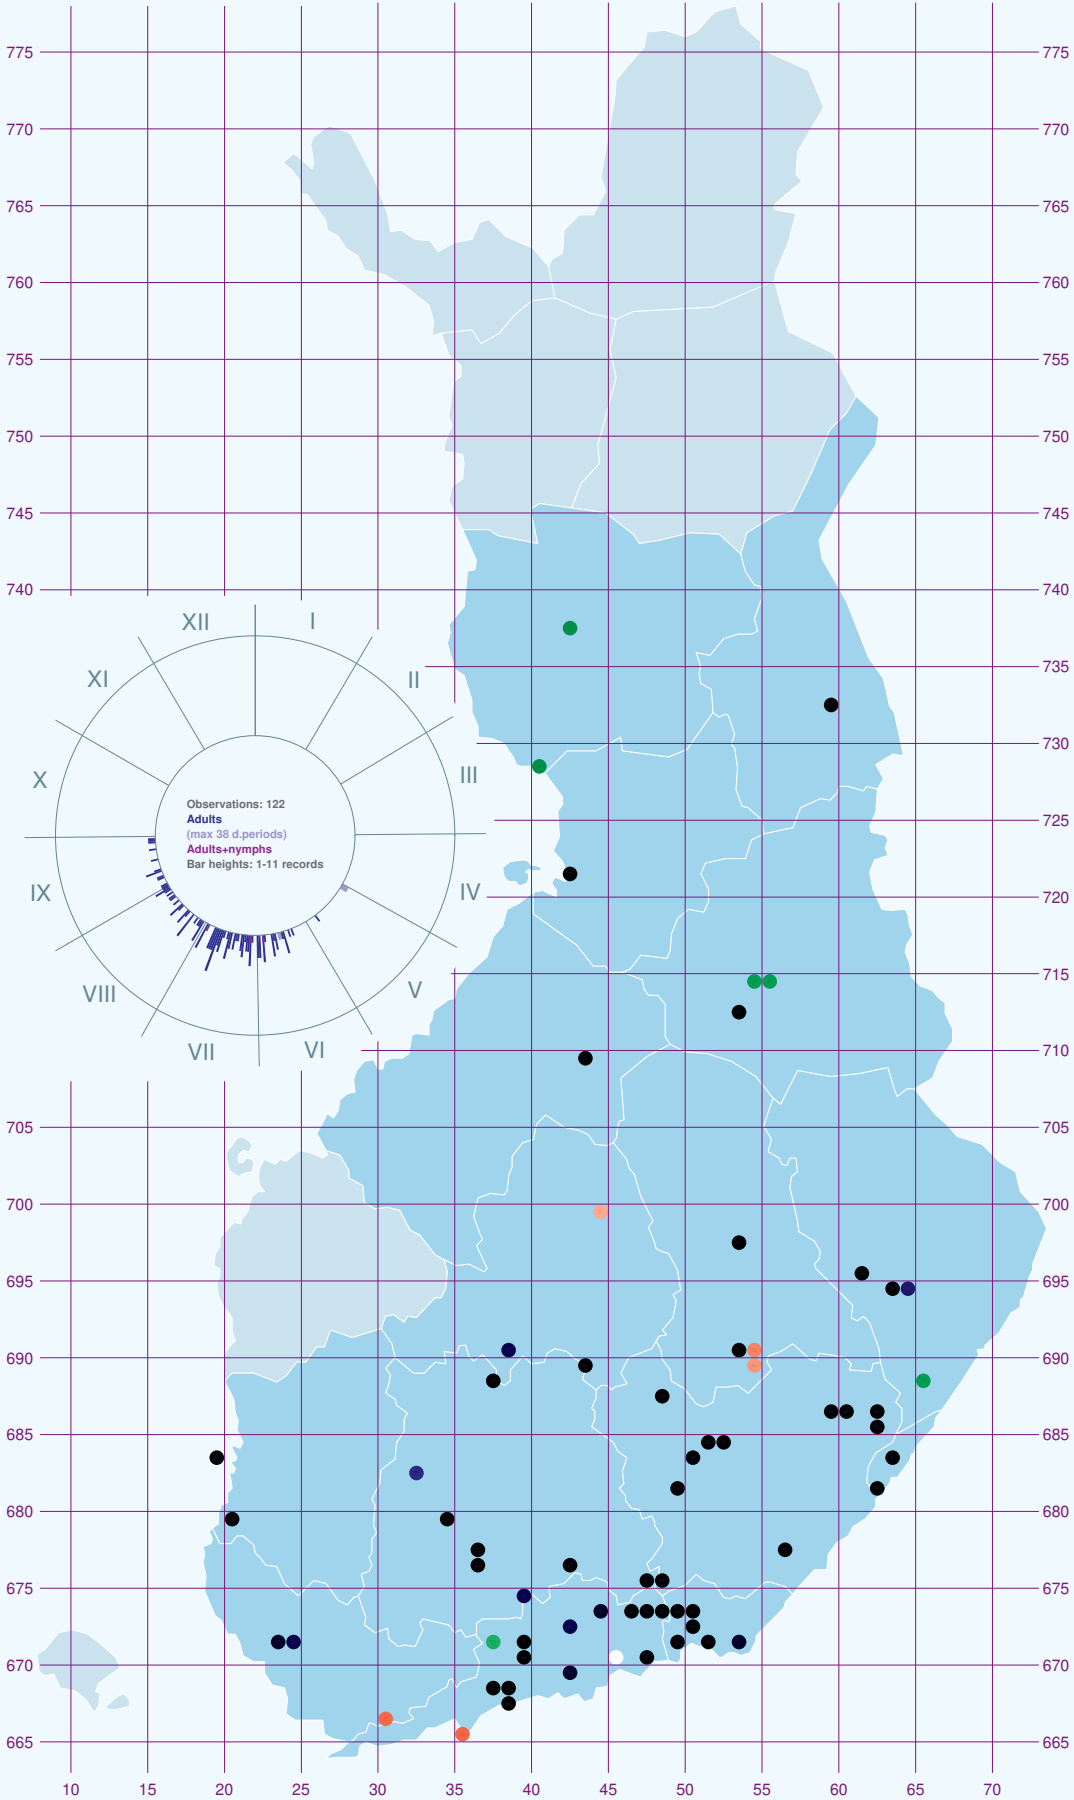 775 775
770 770
765 765
760 760
755 755
750 750
745 745
740 740
XII I
XI II
735
730
X III
Observations: 122
Adults
(max 38 d.periods)
Adults+nymphs
Bar heights: 1-11 records
725
IX IV
720
VIII V
715
VII VI
710
705 705
700 700
695 695
690 690
685 685
680 680
675 675
670 670
665 665
10 15 20 25 30 35 40 45 50 55 60 65 70